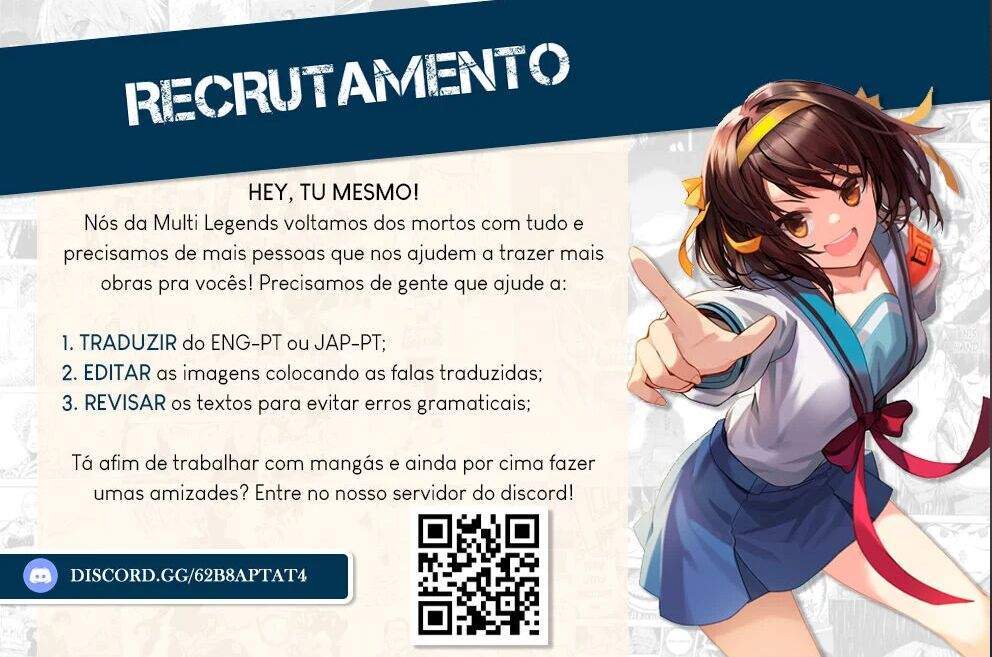 RECRUTAMENTO
HEY, TU MESMO!
Nós da Multi Legends voltamos dos mortos com tudo e
precisamos de mais pessoas que nos ajudem a trazer mais
obras pra vocês! Precisamos de gente que ajude a:
1. TRADUZIR do ENG-PT ou JAP-PT;
2. EDITAR as imagens colocando as falas traduzidas;
3. REVISAR os textos para evitar erros gramaticais;
Tá afim de trabalhar com mangás e ainda por cima fazer
umas amizades? Entre no nosso servidor do discord!
DISCORD.GG/62B8APTAT4